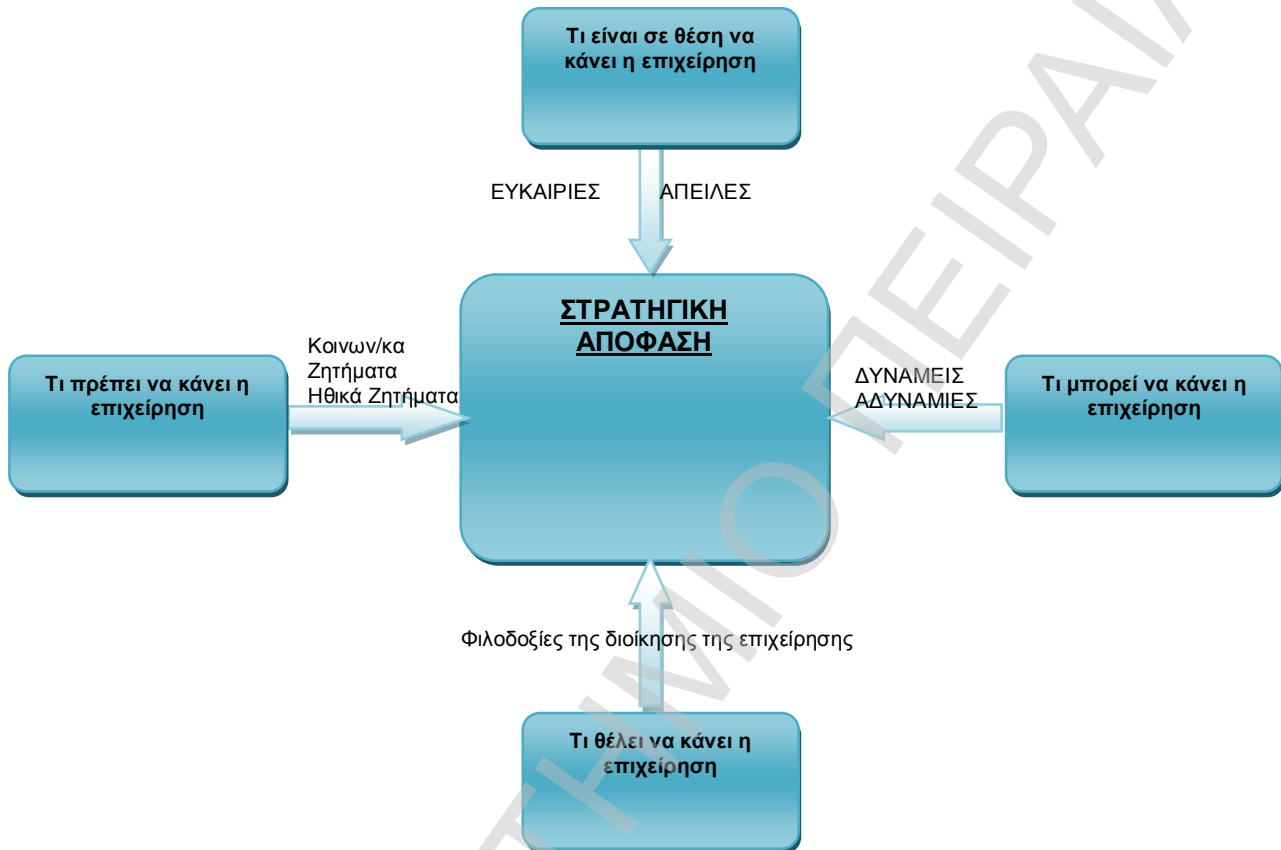 Τι είναι σε θέση να
κάνει η επιχείρηση
ΕΥΚΑΙΡΙΕΣ ΑΠΕΙΛΕΣ
ΣΤΡΑΤΗΓΙΚΗ
ΑΠΟΦΑΣΗ
Κοινων/κα
Ζητήματα
Ηθικά Ζητήματα
Τι πρέπει να κάνει η
επιχείρηση
ΔΥΝΑΜΕΙΣ
ΑΔΥΝΑΜΙΕΣ
Τι μπορεί να κάνει η
επιχείρηση
Φιλοδοξίες της διοίκησης της επιχείρησης
Τι θέλει να κάνει η
επιχείρηση
ΤΗΜΙΟ ΠΕΙΡΑΙ